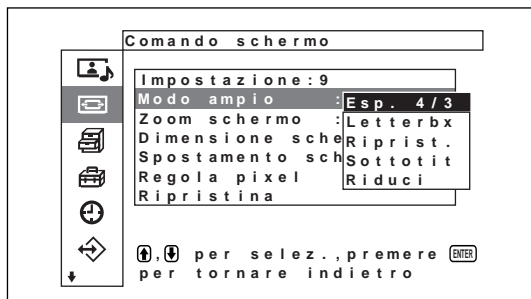 Comando schermo
Impostazione:9
Modo ampio :
Esp. 4/3
Zoom schermo :
Letterbx
Dimensione sche
Riprist.
Spostamento sch
Sottotit
Regola pixel
Riduci
Ripristina
, per selez.,premere ENTER
per tornare indietro